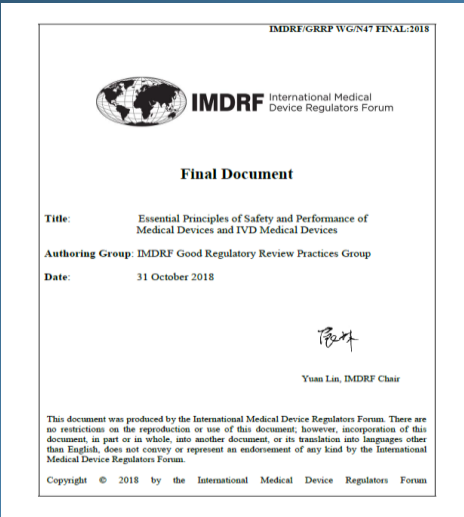 IMDRF/GRRP WG/N47 FINAL:2018
IMDRF International Medical
Device Regulators Forum
Final Document
Title: Essential Principles of Safety and Performance of
Medical Devices and IVD Medical Devices
Authoring Group: IMDRF Good Regulatory Review Practices Group
Date: 31 October 2018
Yuan Lin, IMDRF Chair
This document was produced by the International Medical Device Regulators Forum. There are
no restrictions on the reproduction or use of this document; however, incorporation of this
document, in part or in whole, into another document, or its translation into languages other
than English, does not convey or represent an endorsement of any kind by the International
Medical Device Regulators Forum.
Copyright © 2018 by the International Medical Device Regulators Forum